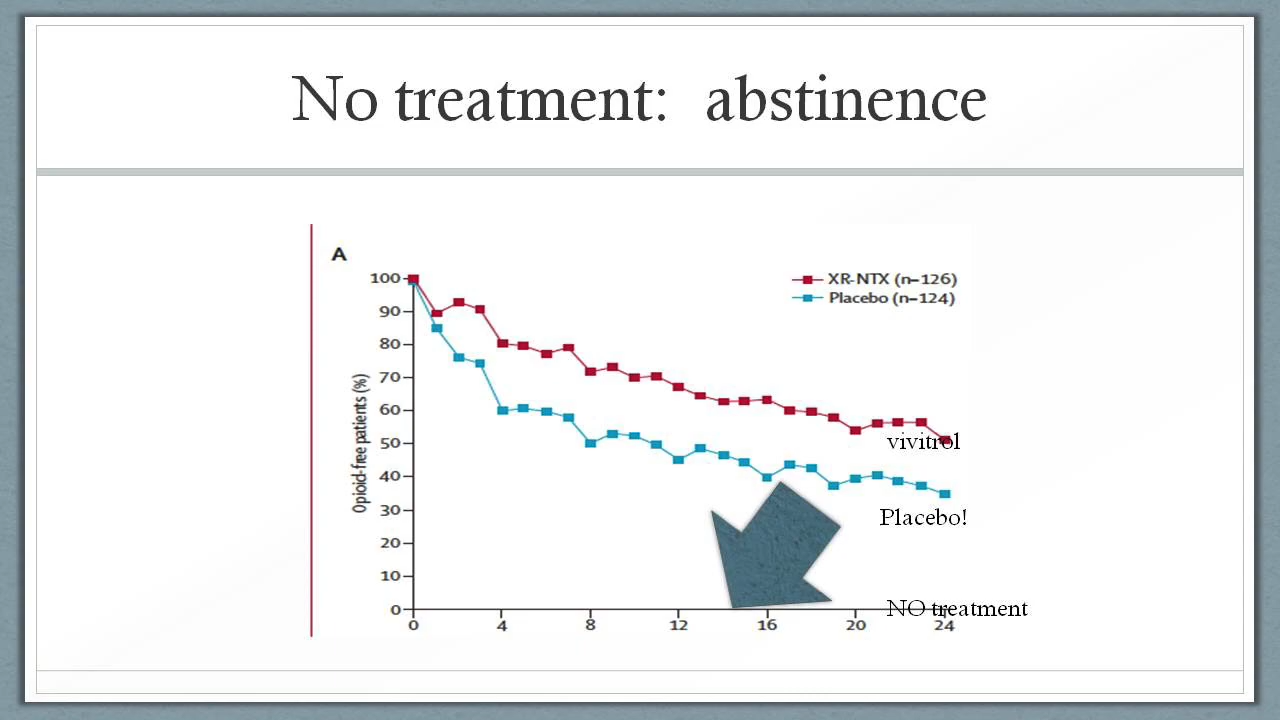 No treatment:  abstinence
A
XR-NTX (n=126)
Placebo (n=124)
Opioid-free patients (%)
100
90
80
70
60
50
40
30
20
10
0
vivitrol
Placebo!
NO treatment
0 4 8 12 16 20 24